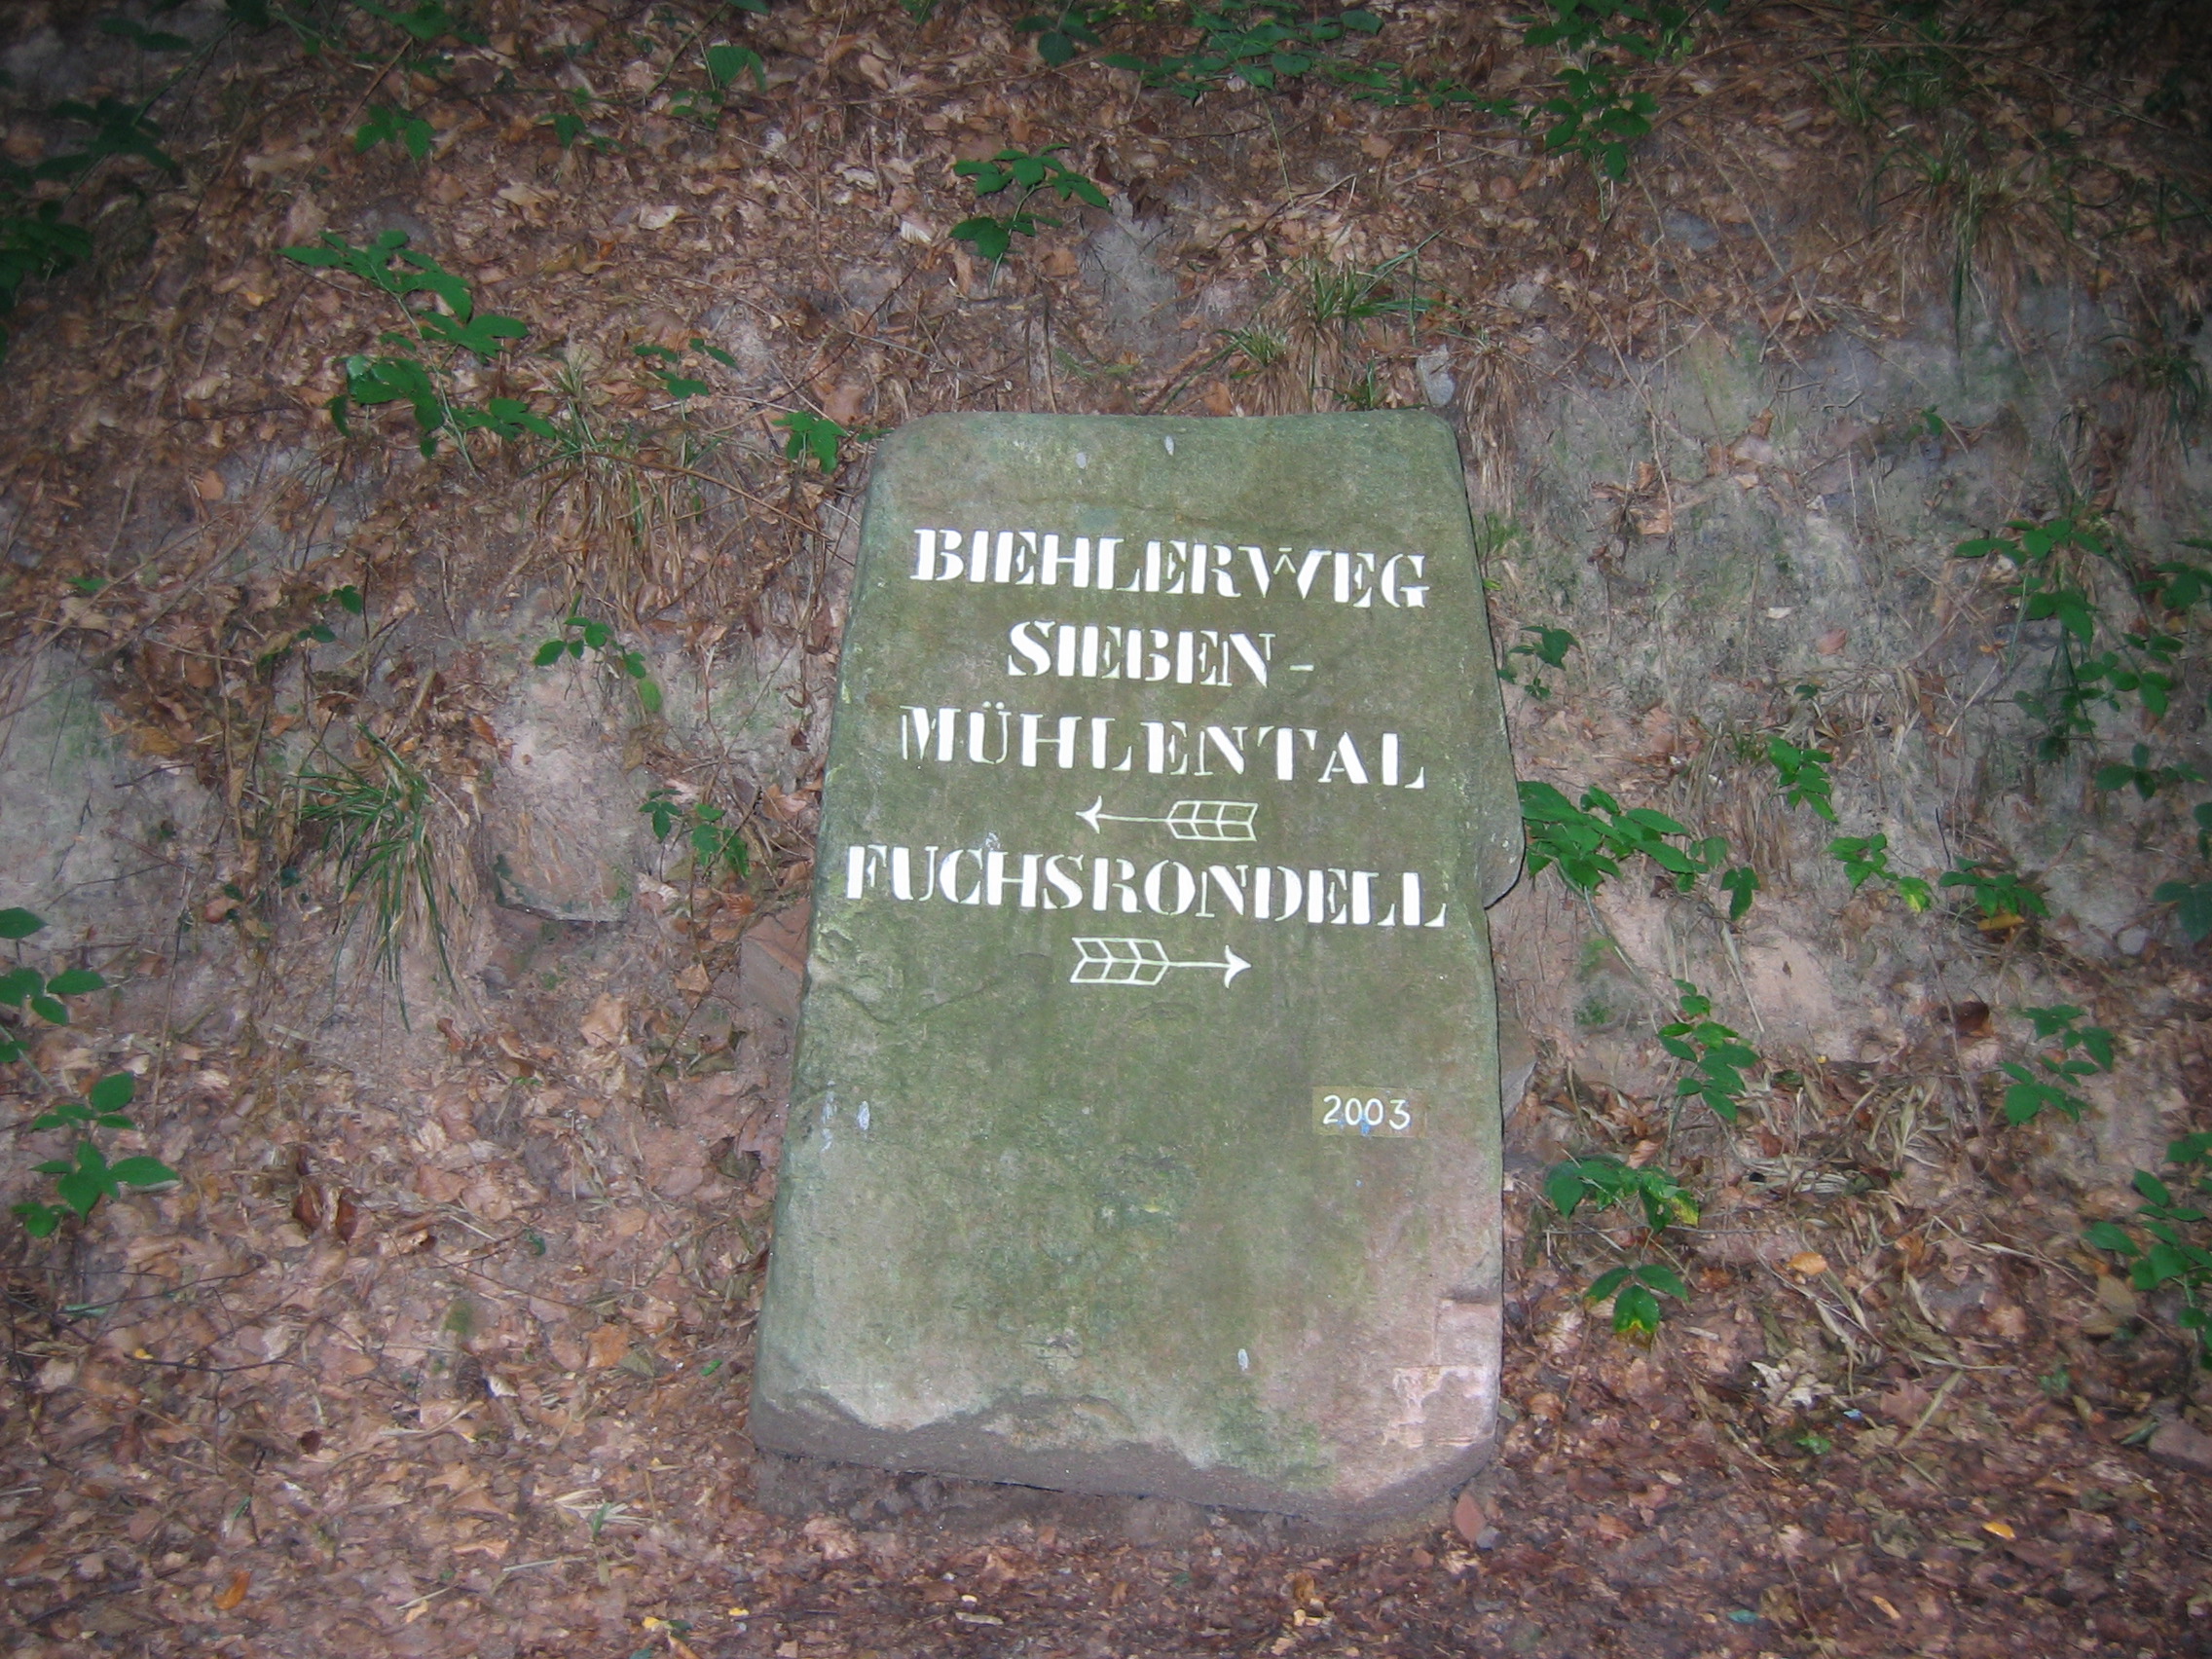 BIEHLERWEG
SIEBEN-
MÜHLENTAL
FUCHSRONDELL
2003